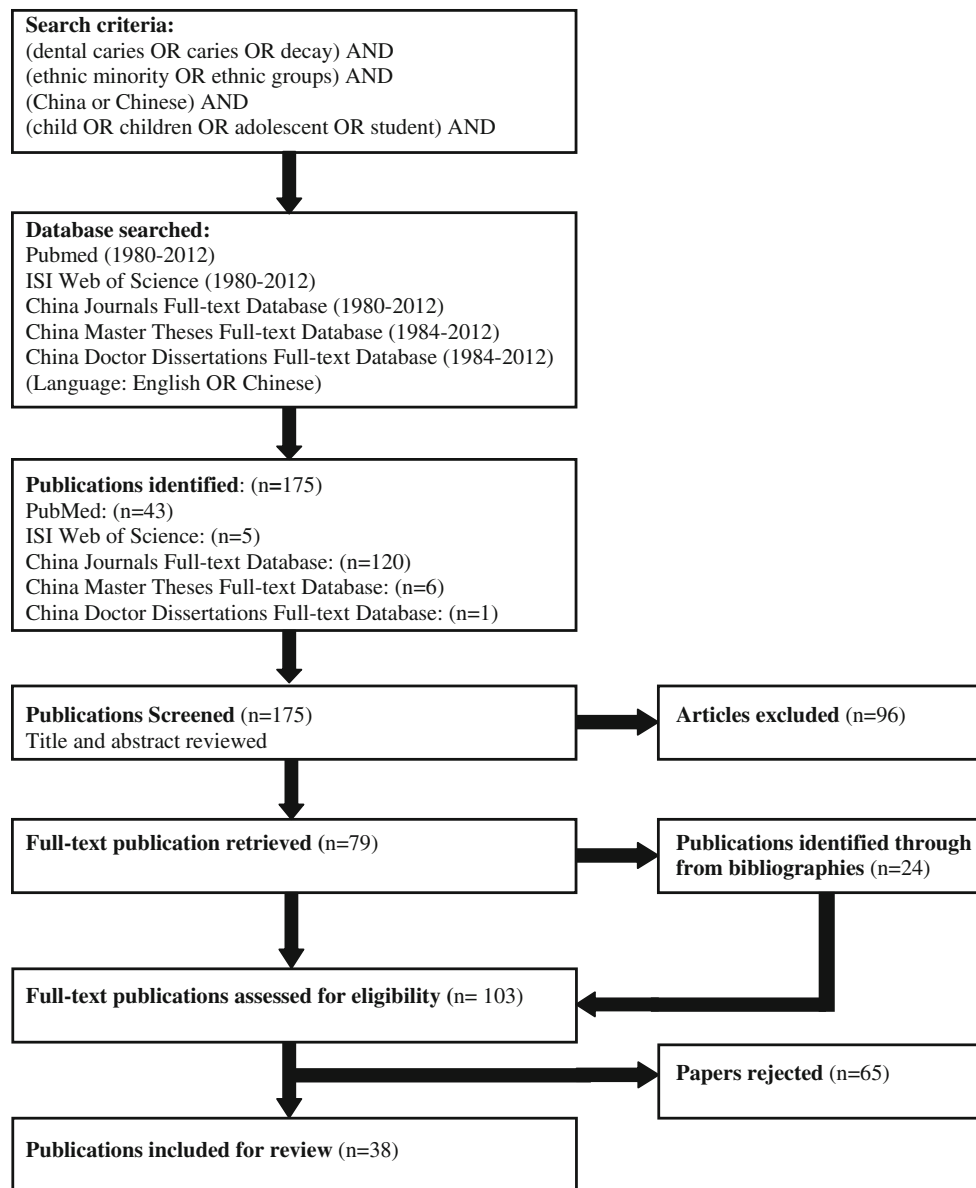 Search criteria:
(dental caries OR caries OR decay) AND
(ethnic minority OR ethnic groups) AND
(China or Chinese) AND
(child OR children OR adolescent OR student) AND
Database searched:
Pubmed (1980-2012)
ISI Web of Science (1980-2012)
China Journals Full-text Database (1980-2012)
China Master Theses Full-text Database (1984-2012)
China Doctor Dissertations Full-text Database (1984-2012)
(Language: English OR Chinese)
Publications identified: (n=175)
PubMed: (n=43)
ISI Web of Science: (n=5)
China Journals Full-text Database: (n=120)
China Master Theses Full-text Database: (n=6)
China Doctor Dissertations Full-text Database: (n=1)
Publications Screened (n=175)
Title and abstract reviewed
Articles excluded (n=96)
Full-text publication retrieved (n=79)
Publications identified through
from bibliographies (n=24)
Full-text publications assessed for eligibility (n= 103)
Papers rejected (n=65)
Publications included for review (n=38)